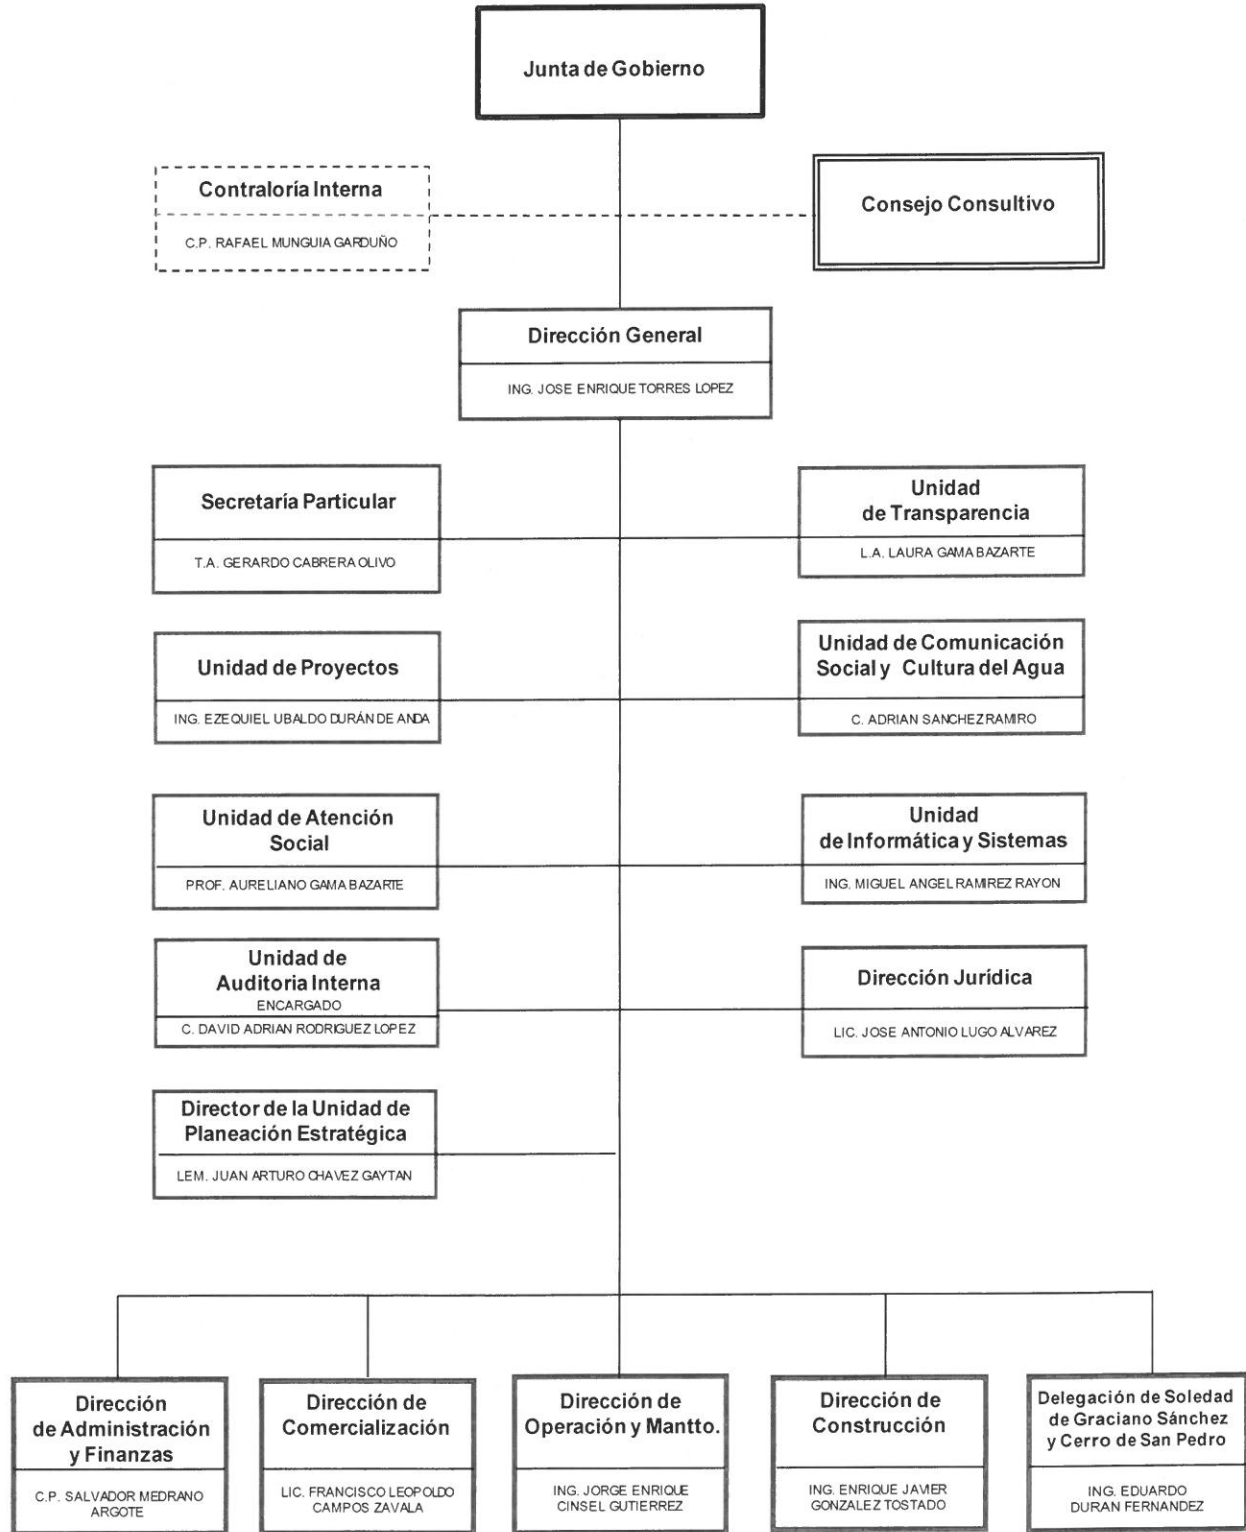 Junta de Gobierno
Contraloría Interna
C.P. RAFAEL MUNGUIA GARDUÑO
Consejo Consultivo
Dirección General
ING. JOSE ENRIQUE TORRES LOPEZ
Secretaría Particular
T.A. GERARDO CABRERA OLIVO
Unidad
de Transparencia
L.A. LAURA GAMA BAZARTE
Unidad de Proyectos
ING. EZEQUIEL UBALDO DURÁN DE ANDA
Unidad de Comunicación
Social y Cultura del Agua
C. ADRIAN SANCHEZ RAMIRO
Unidad de Atención
Social
PROF. AURELIANO GAMA BAZARTE
Unidad
de Informática y Sistemas
ING. MIGUEL ANGEL RAMIREZ RAYON
Unidad de
Auditoria Interna
ENCARGADO
C. DAVID ADRIAN RODRIGUEZ LOPEZ
Dirección Jurídica
LIC. JOSE ANTONIO LUGO ALVAREZ
Director de la Unidad de
Planeación Estratégica
LEM. JUAN ARTURO CHAVEZ GAYTAN
Dirección
de Administración
y Finanzas
C.P. SALVADOR MEDRANO
ARGOTE
Dirección de
Comercialización
LIC. FRANCISCO LEOPOLDO
CAMPOS ZAVALA
Dirección de
Operación y Mantto.
ING. JORGE ENRIQUE
CINSEL GUTIERREZ
Dirección de
Construcción
ING. ENRIQUE JAVIER
GONZALEZ TOSTADO
Delegación de Soledad
de Graciano Sánchez
y Cerro de San Pedro
ING. EDUARDO
DURAN FERNANDEZ